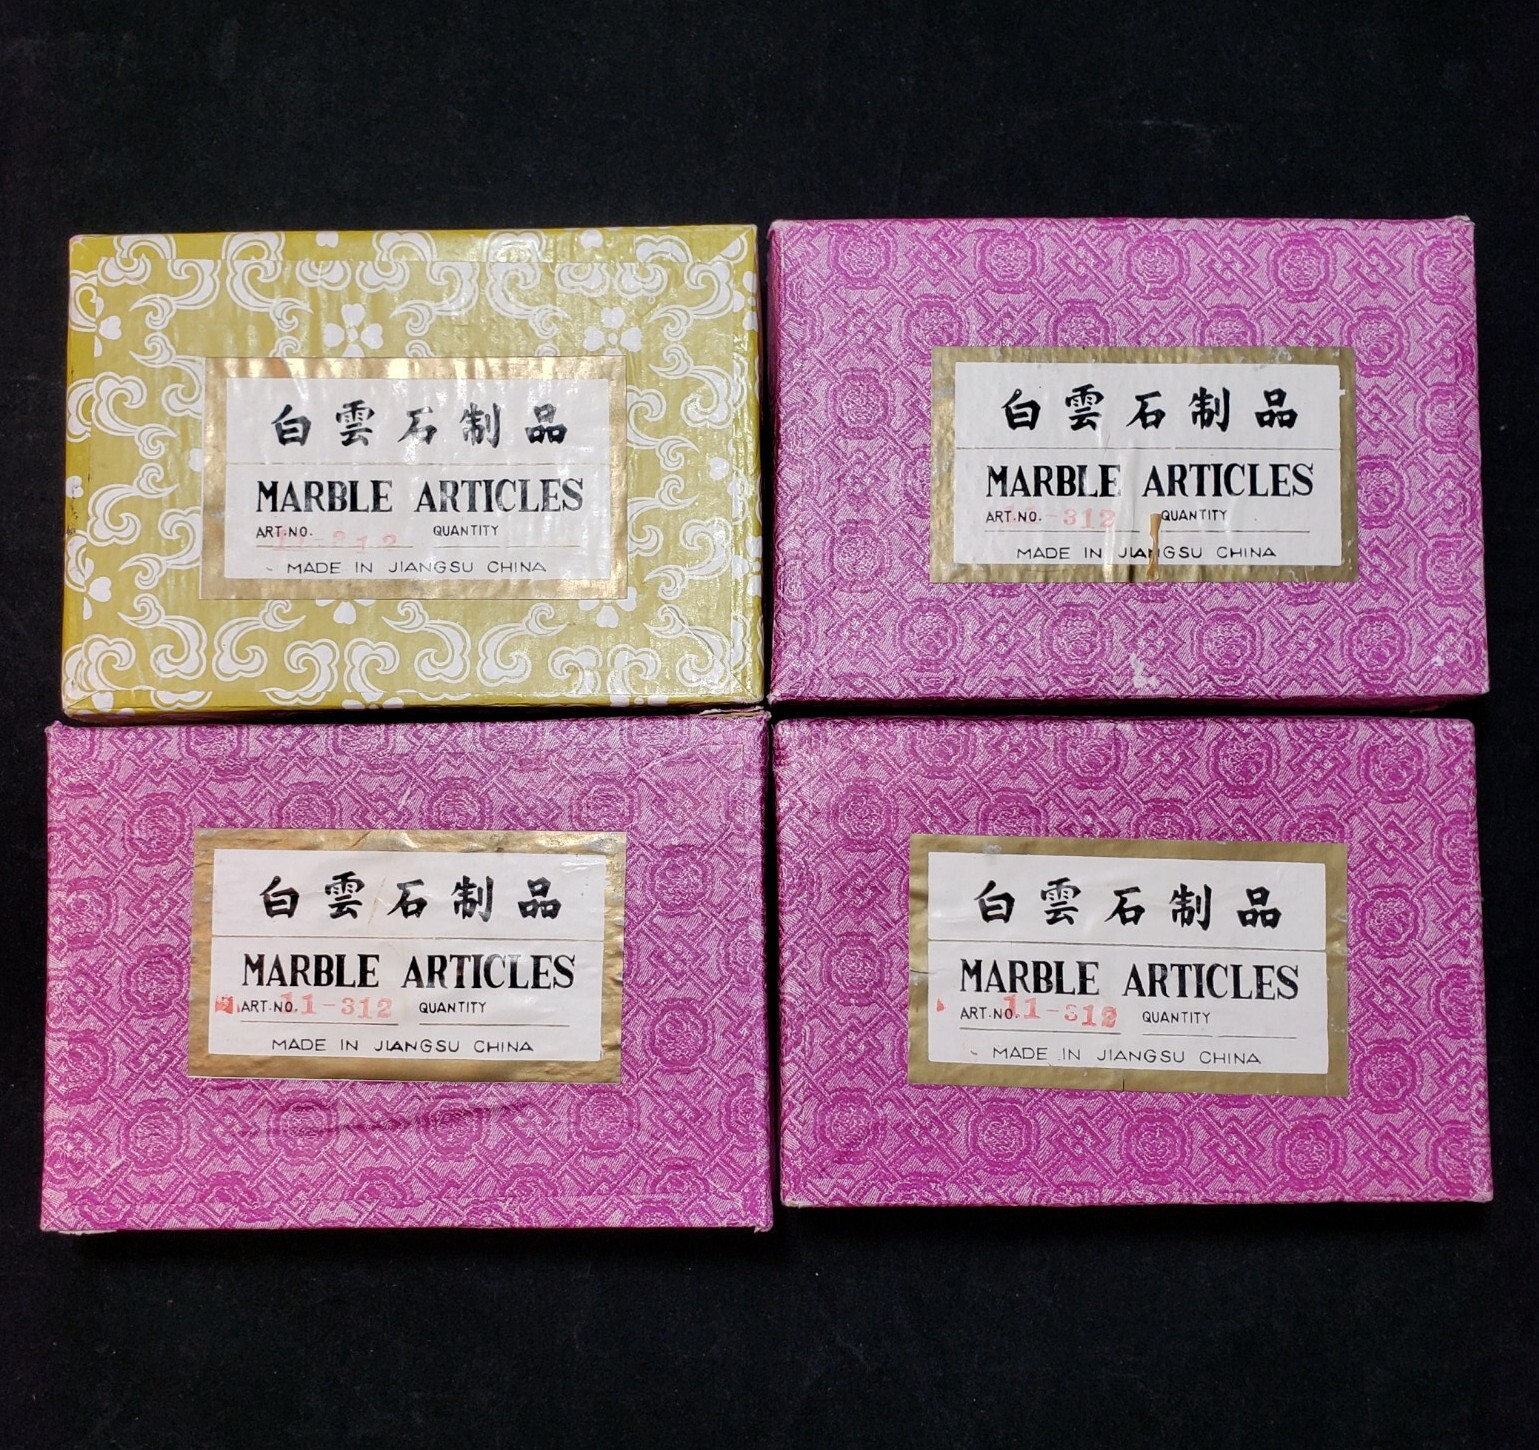 白雲石制品
MARBLE ARTICLES
ART.NO. 11-312 QUANTITY
MADE IN JIANGSU CHINA
白雲石制品
MARBLE ARTICLES
ART.NO. -312 QUANTITY
MADE IN JIANGSU CHINA
白雲石制品
MARBLE ARTICLES
ART.NO. 11-312 QUANTITY
MADE IN JIANGSU CHINA
白雲石制品
MARBLE ARTICLES
ART.NO. 11-312 QUANTITY
MADE IN JIANGSU CHINA